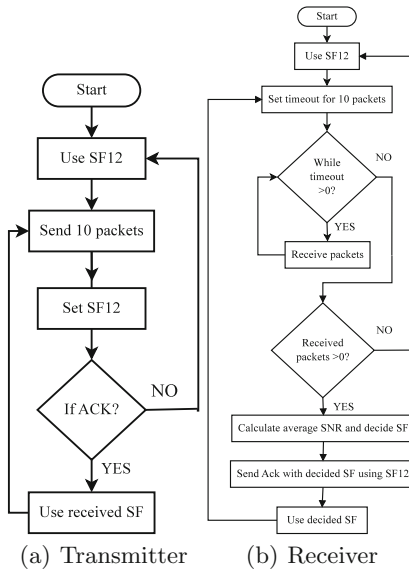 Start
Use SF12
Send 10 packets
Set SF12
If ACK?
NO
YES
Use received SF
(a) Transmitter
Start
Use SF12
Set timeout for 10 packets
While
timeout
>0?
NO
YES
Receive packets
Received
packets >0?
NO
YES
Calculate average SNR and decide SF
Send Ack with decided SF using SF12
Use decided SF
(b) Receiver